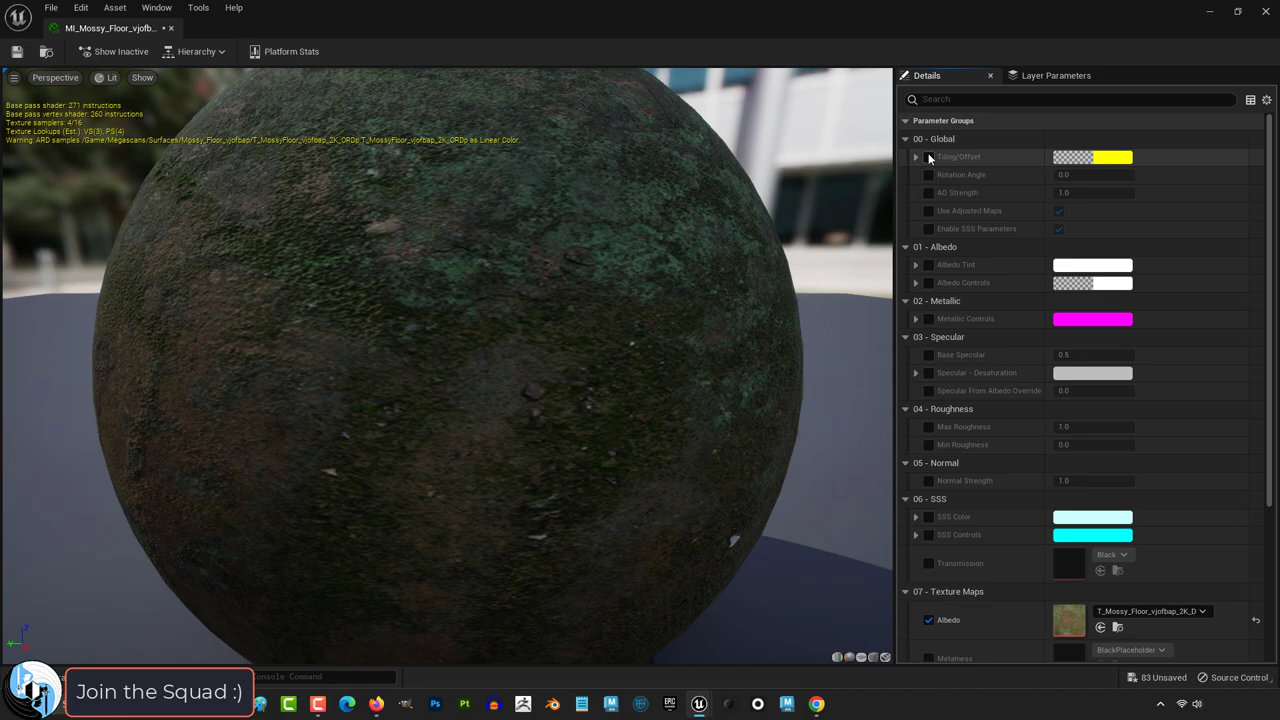 File Edit Asset Window Tools Help
MI_Mossy_Floor_vjofb... •
Show Inactive Hierarchy Platform Stats
Perspective Lit Show
Base pass shader: 271 instructions
Base pass vertex shader: 260 instructions
Texture samplers: 4/16
Texture Lookups (Est.): VS(3), PS(4)
Warning: ARD samples /Game/Megascans/Surfaces/Mossy_Floor_vjofbap/T_MossyFloor_vjofbap_2K_ORDp.T_MossyFloor_vjofbap_2K_ORDp as Linear Color.
Details Layer Parameters
Search
Parameter Groups
00 - Global
Tiling/Offset
Rotation Angle 0.0
AO Strength 1.0
Use Adjusted Maps
Enable SSS Parameters
01 - Albedo
Albedo Tint
Albedo Controls
02 - Metallic
Metallic Controls
03 - Specular
Base Specular 0.5
Specular - Desaturation
Specular From Albedo Override 0.0
04 - Roughness
Max Roughness 1.0
Min Roughness 0.0
05 - Normal
Normal Strength 1.0
06 - SSS
SSS Color
SSS Controls
Transmission Black
07 - Texture Maps
Albedo T_Mossy_Floor_vjofbap_2K_D
Metalness BlackPlaceholder
Z
Y
Join the Squad :)
Console Command
83 Unsaved Source Control
Ps Pt EPIC GAMES